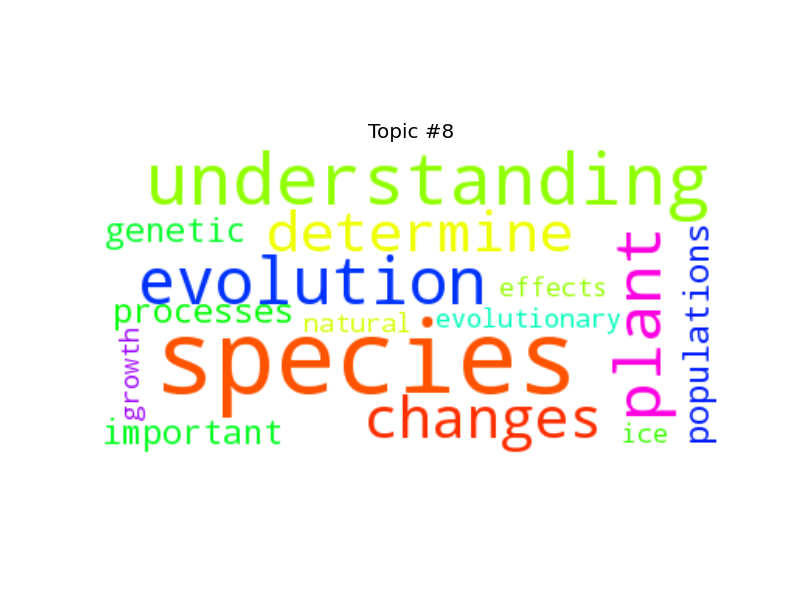 Topic #8
understanding
genetic
determine
plant
populations
evolution
effects
processes
natural
evolutionary
growth
species
changes
important
ice